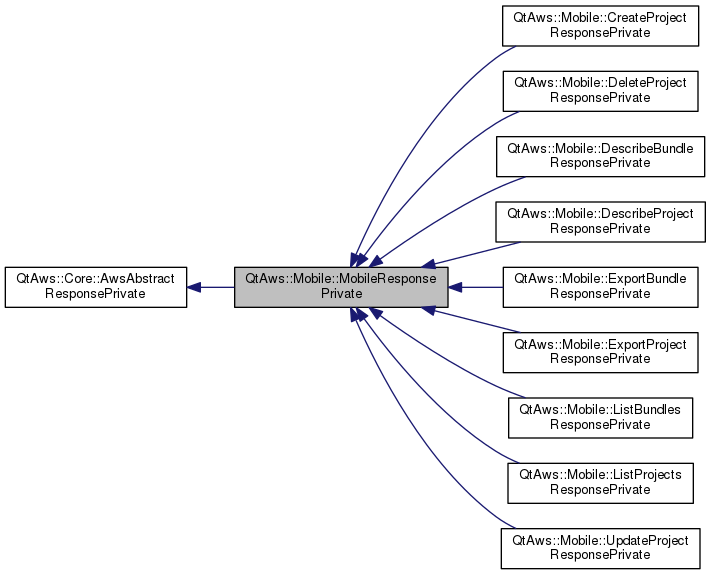 QtAws::Mobile::CreateProject
ResponsePrivate
QtAws::Mobile::DeleteProject
ResponsePrivate
QtAws::Mobile::DescribeBundle
ResponsePrivate
QtAws::Mobile::DescribeProject
ResponsePrivate
QtAws::Core::AwsAbstract
ResponsePrivate
QtAws::Mobile::MobileResponse
Private
QtAws::Mobile::ExportBundle
ResponsePrivate
QtAws::Mobile::ExportProject
ResponsePrivate
QtAws::Mobile::ListBundles
ResponsePrivate
QtAws::Mobile::ListProjects
ResponsePrivate
QtAws::Mobile::UpdateProject
ResponsePrivate